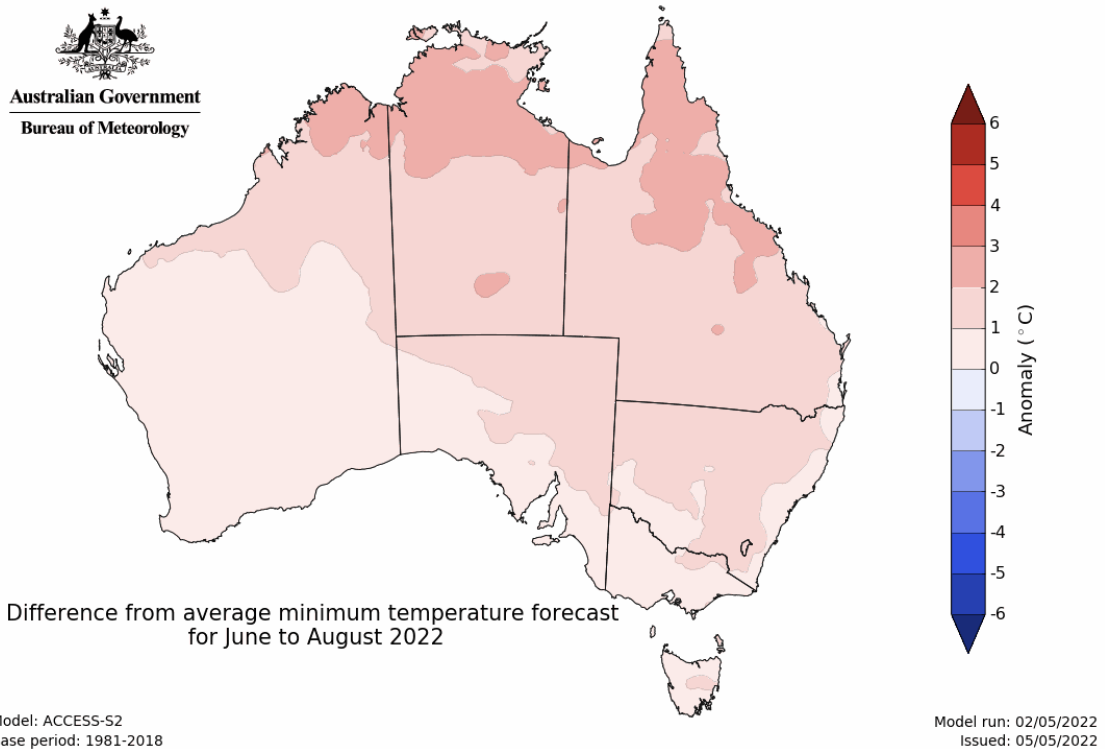 Australian Government
Bureau of Meteorology
6
5
4
3
2
1
0
-1
-2
-3
-4
-5
-6
Anomaly (°C)
Difference from average minimum temperature forecast
for June to August 2022
Model: ACCESS-S2
ase period: 1981-2018
Model run: 02/05/2022
Issued: 05/05/2022